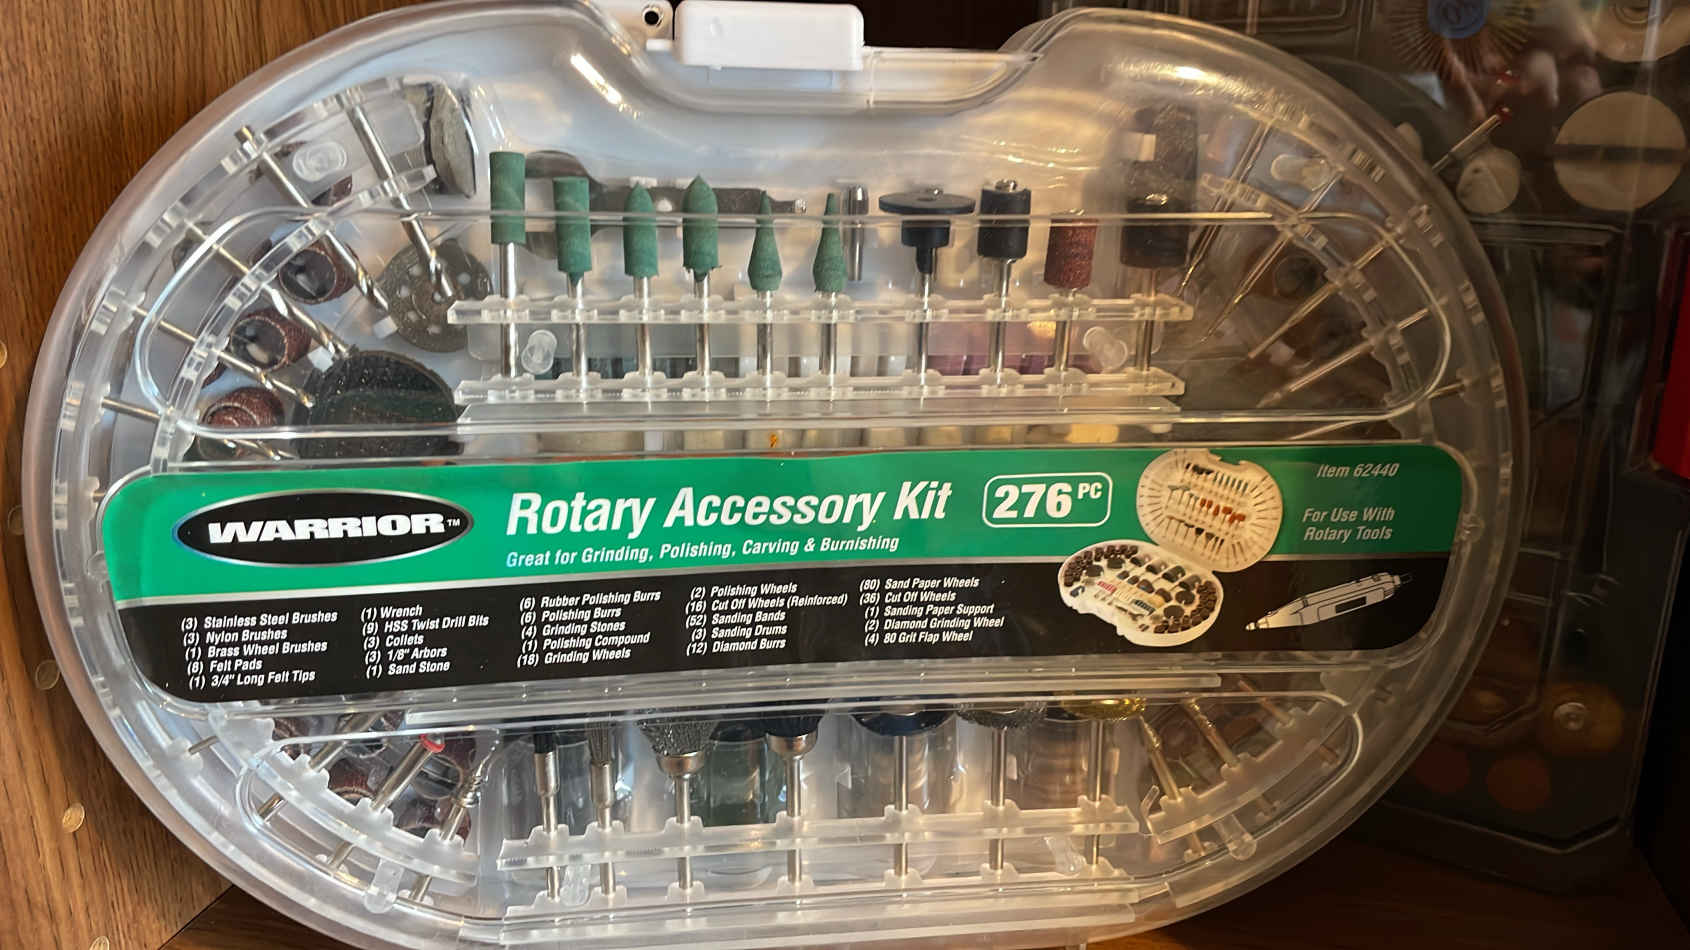 WARRIOR™
Rotary Accessory Kit
276 PC
Great for Grinding, Polishing, Carving & Burnishing
Item 62440
For Use With
Rotary Tools
(3) Stainless Steel Brushes
(3) Nylon Brushes
(1) Brass Wheel Brushes
(8) Felt Pads
(1) 3/4" Long Felt Tips
(1) Wrench
(9) HSS Twist Drill Bits
(3) Collets
(3) 1/8" Arbors
(1) Sand Stone
(6) Rubber Polishing Burrs
(6) Polishing Burrs
(4) Grinding Stones
(1) Polishing Compound
(18) Grinding Wheels
(2) Polishing Wheels
(16) Cut Off Wheels (Reinforced)
(52) Sanding Bands
(3) Sanding Drums
(12) Diamond Burrs
(80) Sand Paper Wheels
(36) Cut Off Wheels
(1) Sanding Paper Support
(2) Diamond Grinding Wheel
(4) 80 Grit Flap Wheel